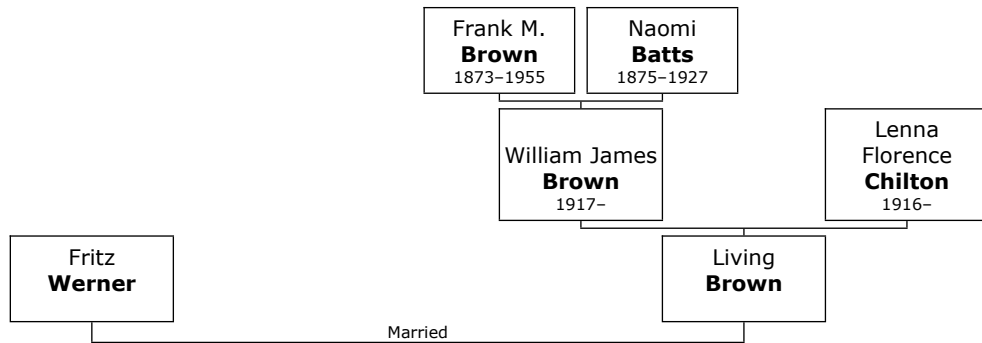 Frank M.
Brown
1873–1955
Naomi
Batts
1875–1927
William James
Brown
1917–
Lenna
Florence
Chilton
1916–
Fritz
Werner
Living
Brown
Married